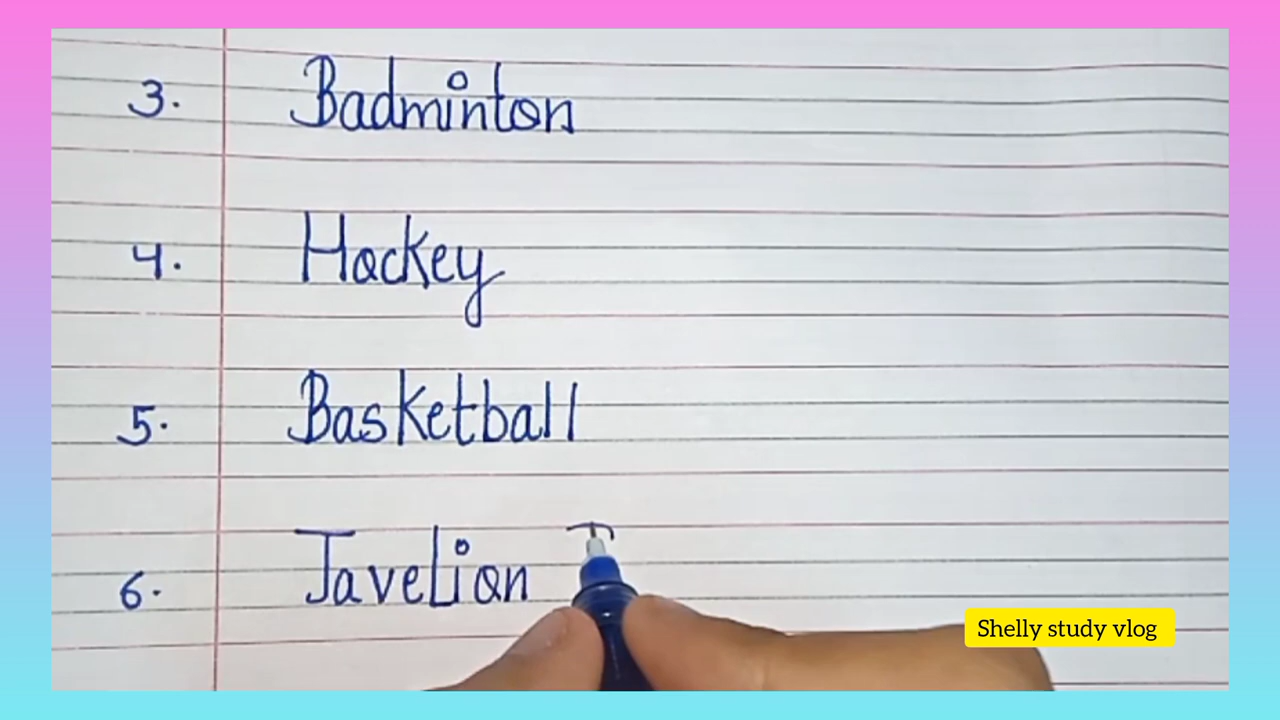 3. Badminton
4. Hockey
5. Basketball
6. Javelion T
Shelly study vlog